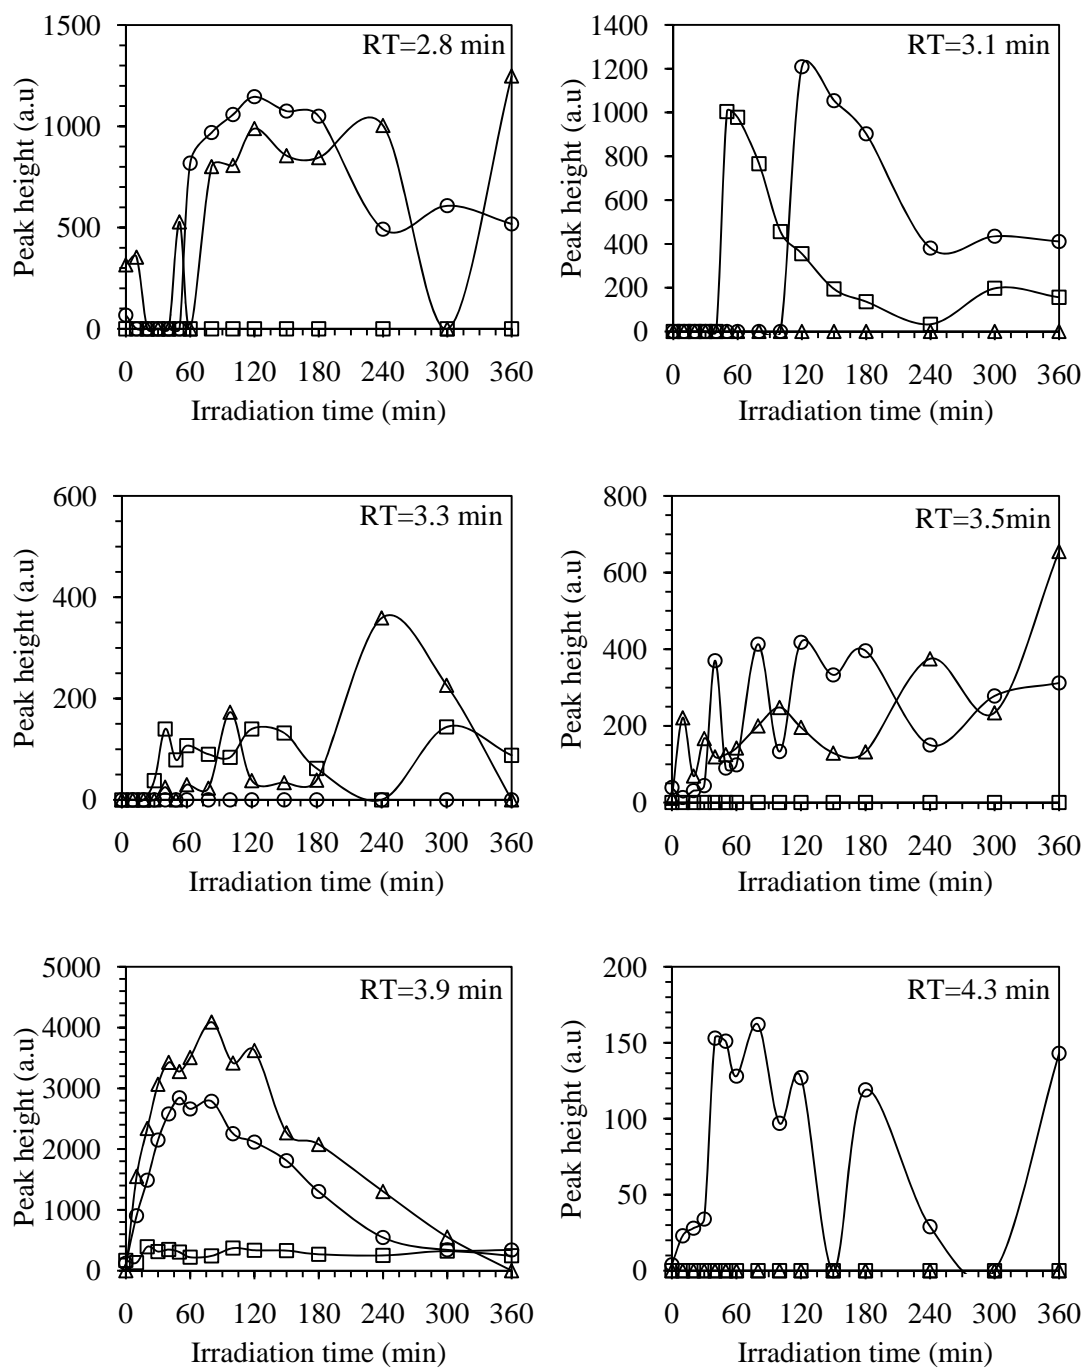 RT=2.8 min
Peak height (a.u)
1500
1000
500
0
0 60 120 180 240 300 360
Irradiation time (min)
RT=3.1 min
Peak height (a.u)
1400
1200
1000
800
600
400
200
0
0 60 120 180 240 300 360
Irradiation time (min)
RT=3.3 min
Peak height (a.u)
600
400
200
0
0 60 120 180 240 300 360
Irradiation time (min)
RT=3.5min
Peak height (a.u)
800
600
400
200
0
0 60 120 180 240 300 360
Irradiation time (min)
RT=3.9 min
Peak height (a.u)
5000
4000
3000
2000
1000
0
0 60 120 180 240 300 360
Irradiation time (min)
RT=4.3 min
Peak height (a.u)
200
150
100
50
0
0 60 120 180 240 300 360
Irradiation time (min)